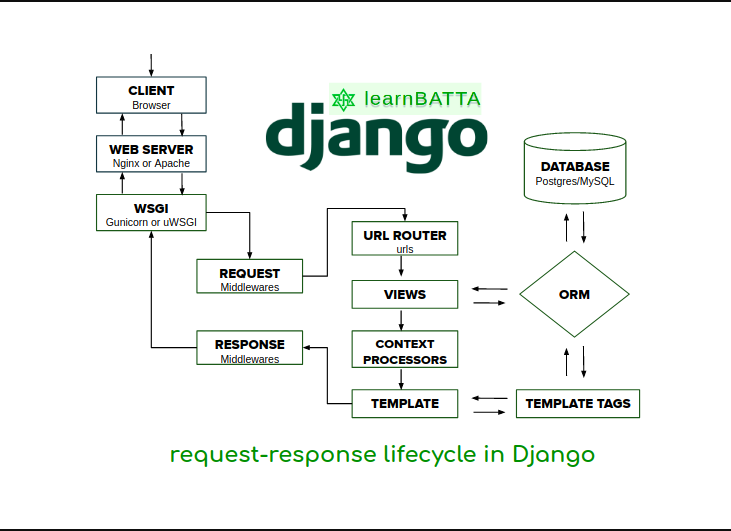 CLIENT
Browser
learnBATTA
django
WEB SERVER
Nginx or Apache
DATABASE
Postgres/MySQL
WSGI
Gunicorn or uWSGI
URL ROUTER
urls
REQUEST
Middlewares
VIEWS
ORM
RESPONSE
Middlewares
CONTEXT
PROCESSORS
TEMPLATE
TEMPLATE TAGS
request-response lifecycle in Django